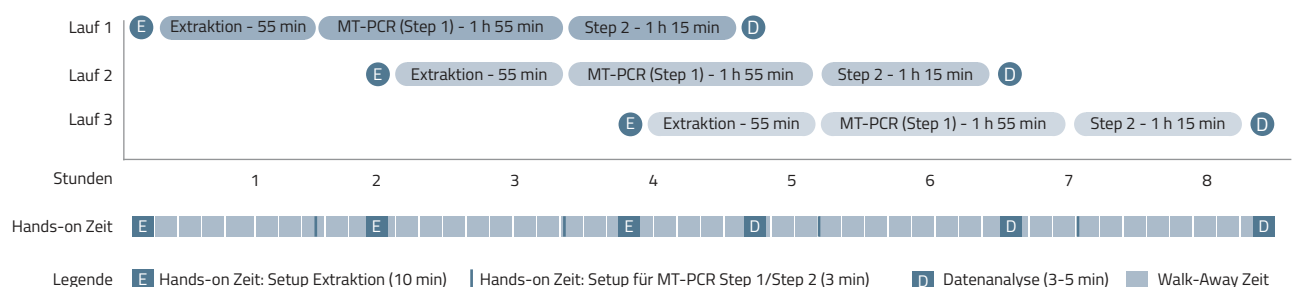 Lauf 1 E Extraktion - 55 min MT-PCR (Step 1) - 1 h 55 min Step 2 - 1 h 15 min D
Lauf 2 E Extraktion - 55 min MT-PCR (Step 1) - 1 h 55 min Step 2 - 1 h 15 min D
Lauf 3 E Extraktion - 55 min MT-PCR (Step 1) - 1 h 55 min Step 2 - 1 h 15 min D
Stunden 1 2 3 4 5 6 7 8
Hands-on Zeit E E E D D D
Legende E Hands-on Zeit: Setup Extraktion (10 min) Hands-on Zeit: Setup für MT-PCR Step 1/Step 2 (3 min) D Datenanalyse (3-5 min) Walk-Away Zeit